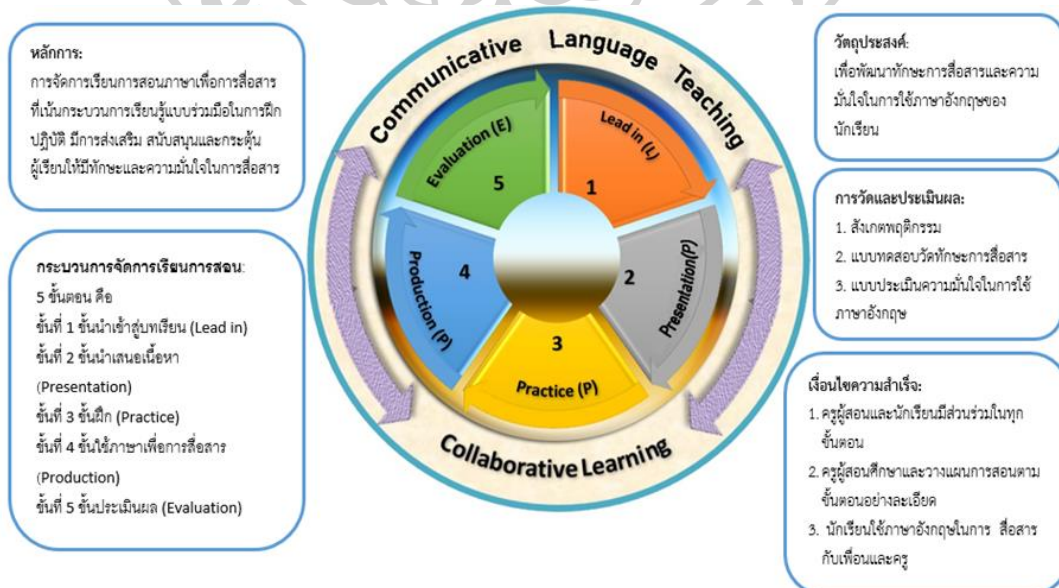 หลักการ:
การจัดการเรียนการสอนภาษาเพื่อการสื่อสาร
ที่เน้นกระบวนการเรียนรู้แบบร่วมมือในการฝึก
ปฏิบัติ มีการส่งเสริม สนับสนุนและกระตุ้น
ผู้เรียนให้มีทักษะและความมั่นใจในการสื่อสาร
กระบวนการจัดการเรียนการสอน:
5 ขั้นตอน คือ
ขั้นที่ 1 ขั้นนำเข้าสู่บทเรียน (Lead in)
ขั้นที่ 2 ขั้นนำเสนอเนื้อหา
(Presentation)
ขั้นที่ 3 ขั้นฝึก (Practice)
ขั้นที่ 4 ขั้นใช้ภาษาเพื่อการสื่อสาร
(Production)
ขั้นที่ 5 ขั้นประเมินผล (Evaluation)
Communicative Language Teaching
Lead in (L)
1
Presentation(P)
2
3
Practice (P)
Production (P)
4
Evaluation (E)
5
Collaborative Learning
วัตถุประสงค์:
เพื่อพัฒนาทักษะการสื่อสารและความ
มั่นใจในการใช้ภาษาอังกฤษของ
นักเรียน
การวัดและประเมินผล:
1. สังเกตพฤติกรรม
2. แบบทดสอบวัดทักษะการสื่อสาร
3. แบบประเมินความมั่นใจในการใช้
ภาษาอังกฤษ
เงื่อนไขความสำเร็จ:
1. ครูผู้สอนและนักเรียนมีส่วนร่วมในทุก
ขั้นตอน
2. ครูผู้สอนศึกษาและวางแผนการสอนตาม
ขั้นตอนอย่างละเอียด
3. นักเรียนใช้ภาษาอังกฤษในการ สื่อสาร
กับเพื่อนและครู